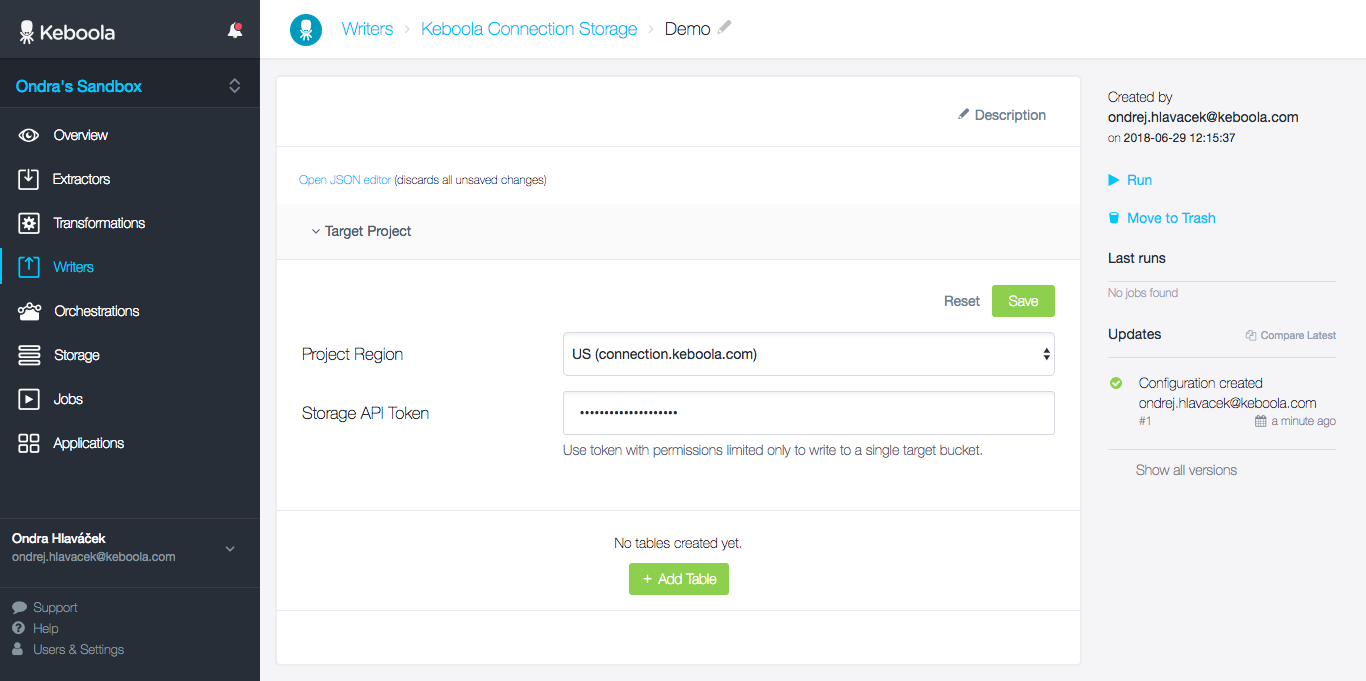 Keboola
Ondra's Sandbox
Overview
Extractors
Transformations
Writers
Orchestrations
Storage
Jobs
Applications
Ondra Hlaváček
ondrej.hlavacek@keboola.com
Support
Help
Users & Settings
Writers › Keboola Connection Storage › Demo
Description
Open JSON editor (discards all unsaved changes)
Target Project
Reset Save
Project Region US (connection.keboola.com)
Storage API Token ••••••••••••••••••••
Use token with permissions limited only to write to a single target bucket.
No tables created yet.
+ Add Table
Created by
ondrej.hlavacek@keboola.com
on 2018-06-29 12:15:37
Run
Move to Trash
Last runs
No jobs found
Updates Compare Latest
Configuration created
ondrej.hlavacek@keboola.com
#1 a minute ago
Show all versions